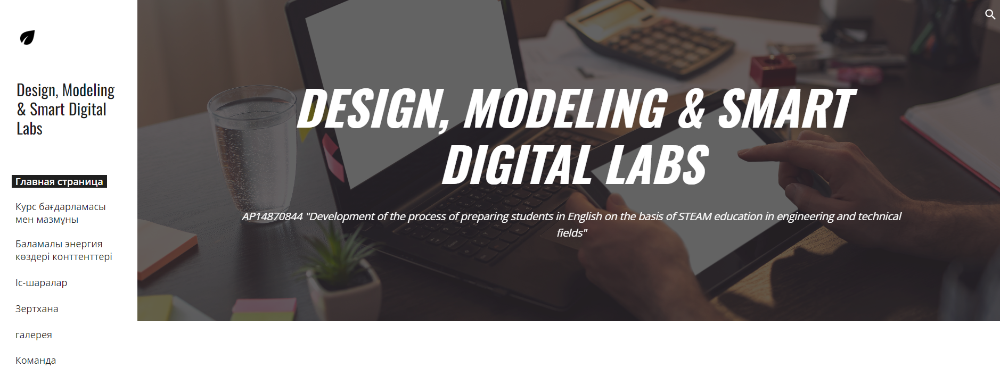 Design, Modeling
& Smart Digital
Labs
Главная страница
Курс бағдарламасы
мен мазмұны
Баламалы энергия
көздері конттенттері
Іс-шаралар
Зертхана
галерея
Команда
DESIGN, MODELING & SMART
DIGITAL LABS
AP14870844 "Development of the process of preparing students in English on the basis of STEAM education in engineering and technical
fields"